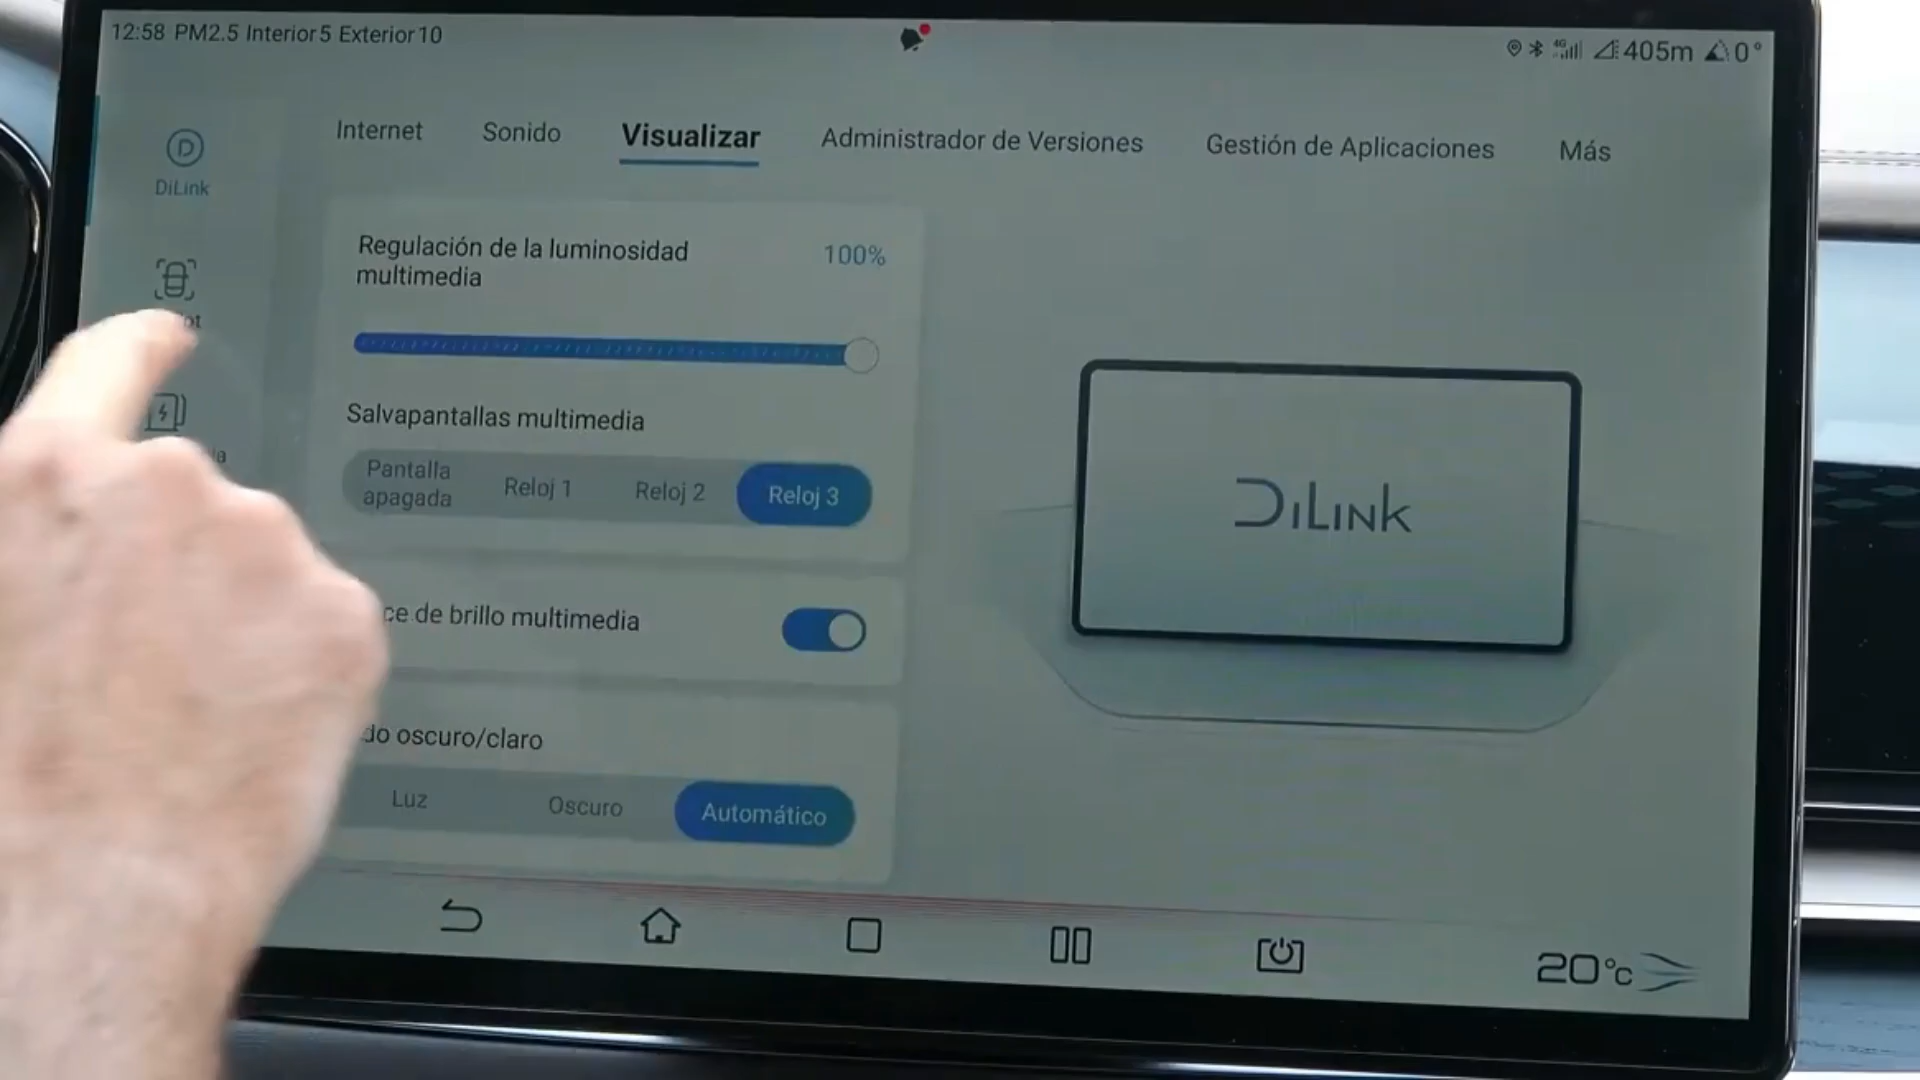 12:58 PM2.5 Interior 5 Exterior 10
4G 405m 0°
Internet Sonido Visualizar Administrador de Versiones Gestión de Aplicaciones Más
DiLink
Regulación de la luminosidad
multimedia
100%
Salvapantallas multimedia
Pantalla
apagada
Reloj 1 Reloj 2 Reloj 3
de brillo multimedia
oscuro/claro
Luz Oscuro Automático
DiLink
20°C